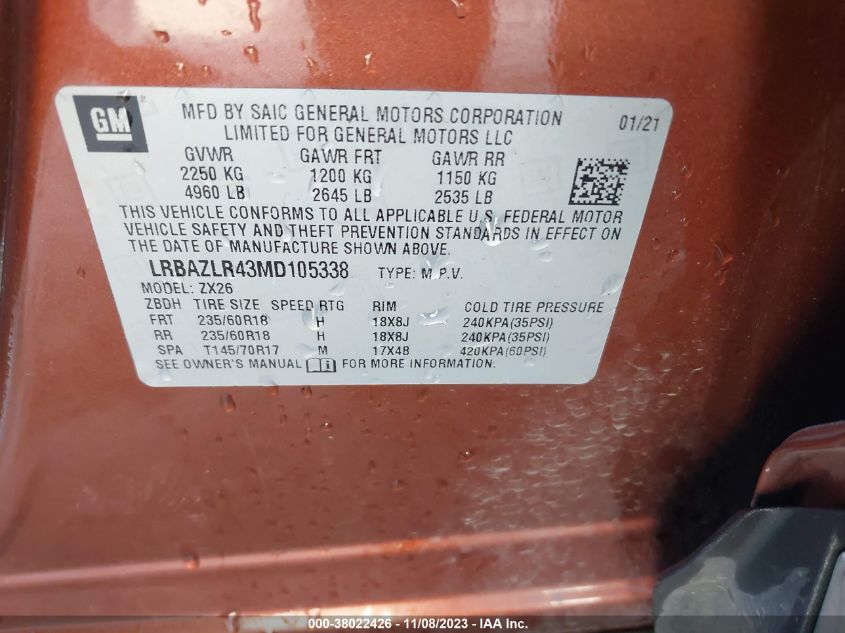 GM
MFD BY SAIC GENERAL MOTORS CORPORATION 01/21
LIMITED FOR GENERAL MOTORS LLC
GVWR GAWR FRT GAWR RR
2250 KG 1200 KG 1150 KG
4960 LB 2645 LB 2535 LB
THIS VEHICLE CONFORMS TO ALL APPLICABLE U.S. FEDERAL MOTOR
VEHICLE SAFETY AND THEFT PREVENTION STANDARDS IN EFFECT ON
THE DATE OF MANUFACTURE SHOWN ABOVE.
LRBAZLR43MD105338 TYPE: M.P.V.
MODEL: ZX26
ZBDH TIRE SIZE SPEED RTG RIM COLD TIRE PRESSURE
FRT 235/60R18 H 18X8J 240KPA(35PSI)
RR 235/60R18 H 18X8J 240KPA(35PSI)
SPA T145/70R17 M 17X4B 420KPA(60PSI)
SEE OWNER'S MANUAL FOR MORE INFORMATION.
000-38022426 - 11/08/2023 - IAA Inc.